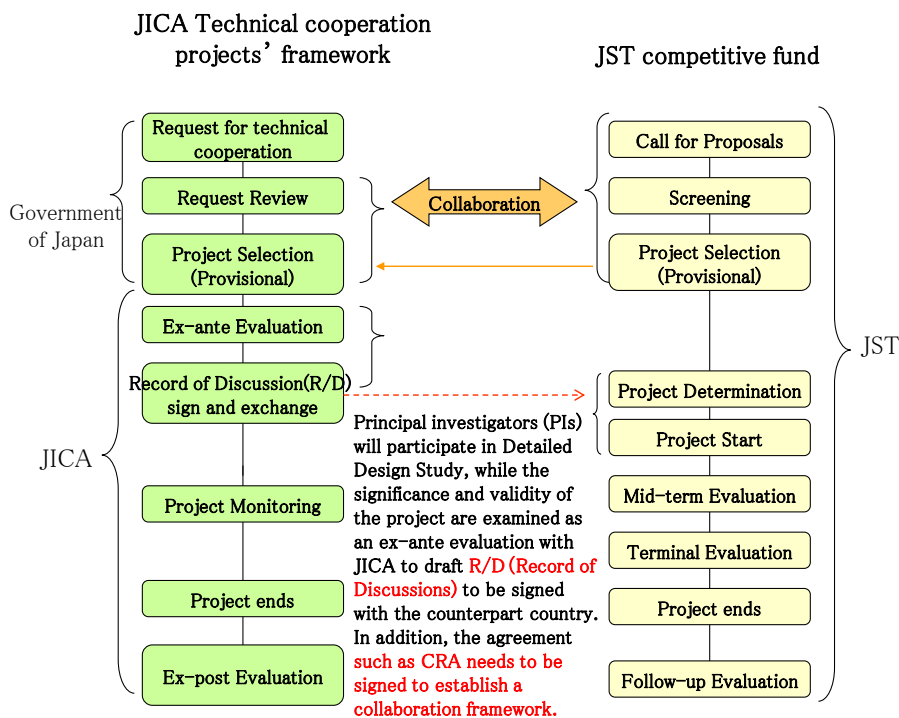 JICA Technical cooperation
projects’ framework
JST competitive fund
Government
of Japan
JICA
Request for technical
cooperation
Request Review
Project Selection
(Provisional)
Ex-ante Evaluation
Record of Discussion(R/D)
sign and exchange
Project Monitoring
Project ends
Ex-post Evaluation
Collaboration
Principal investigators (PIs)
will participate in Detailed
Design Study, while the
significance and validity of
the project are examined as
an ex-ante evaluation with
JICA to draft R/D (Record of
Discussions) to be signed
with the counterpart country.
In addition, the agreement
such as CRA needs to be
signed to establish a
collaboration framework.
Call for Proposals
Screening
Project Selection
(Provisional)
Project Determination
Project Start
Mid-term Evaluation
Terminal Evaluation
Project ends
Follow-up Evaluation
JST